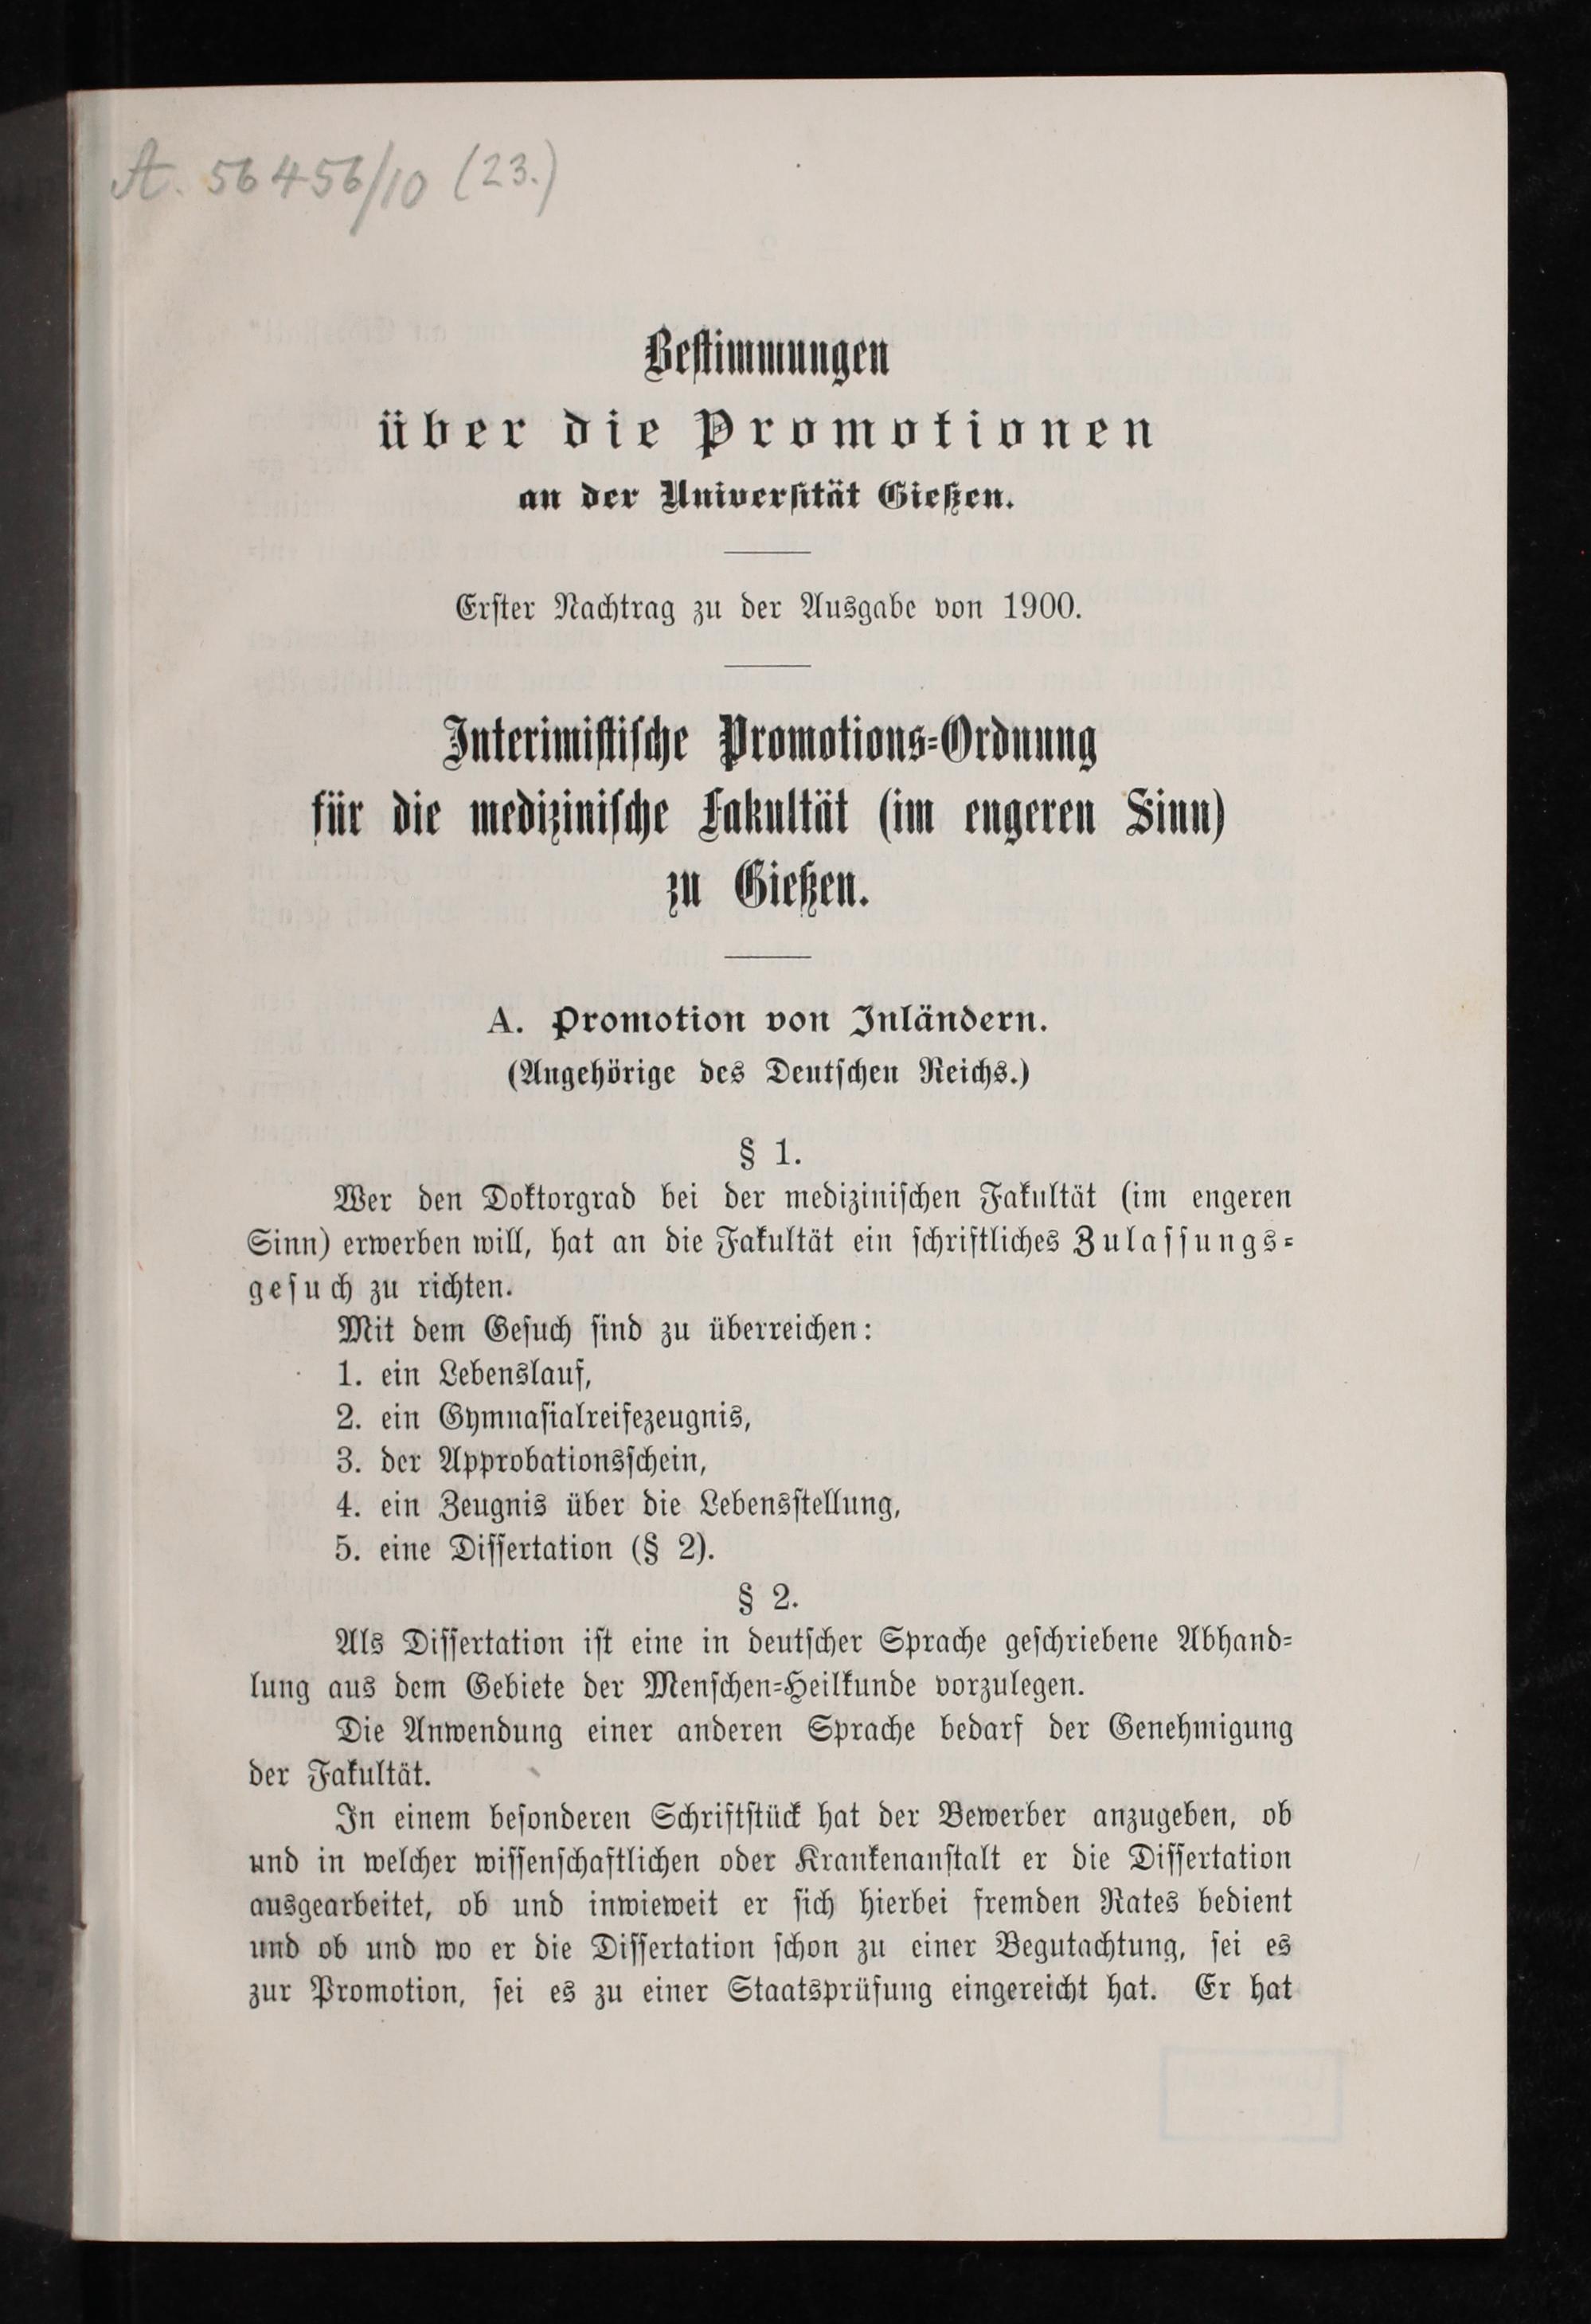 A. 56456/10 (23.)
Bestimmungen
über die Promotionen
an der Universität Gießen.
Erster Nachtrag zu der Ausgabe von 1900.
Interimistische Promotions-Ordnung
für die medizinische Fakultät (im engeren Sinn)
zu Gießen.
A. Promotion von Inländern.
(Angehörige des Deutschen Reichs.)
§ 1.
Wer den Doktorgrad bei der medizinischen Fakultät (im engeren
Sinn) erwerben will, hat an die Fakultät ein schriftliches Zulassungs-
gesuch zu richten.
Mit dem Gesuch sind zu überreichen:
1. ein Lebenslauf,
2. ein Gymnasialreifezeugnis,
3. der Approbationsschein,
4. ein Zeugnis über die Lebensstellung,
5. eine Dissertation (§ 2).
§ 2.
Als Dissertation ist eine in deutscher Sprache geschriebene Abhand-
lung aus dem Gebiete der Menschen-Heilkunde vorzulegen.
Die Anwendung einer anderen Sprache bedarf der Genehmigung
der Fakultät.
In einem besonderen Schriftstück hat der Bewerber anzugeben, ob
und in welcher wissenschaftlichen oder Krankenanstalt er die Dissertation
ausgearbeitet, ob und inwieweit er sich hierbei fremden Rates bedient
und ob und wo er die Dissertation schon zu einer Begutachtung, sei es
zur Promotion, sei es zu einer Staatsprüfung eingereicht hat. Er hat